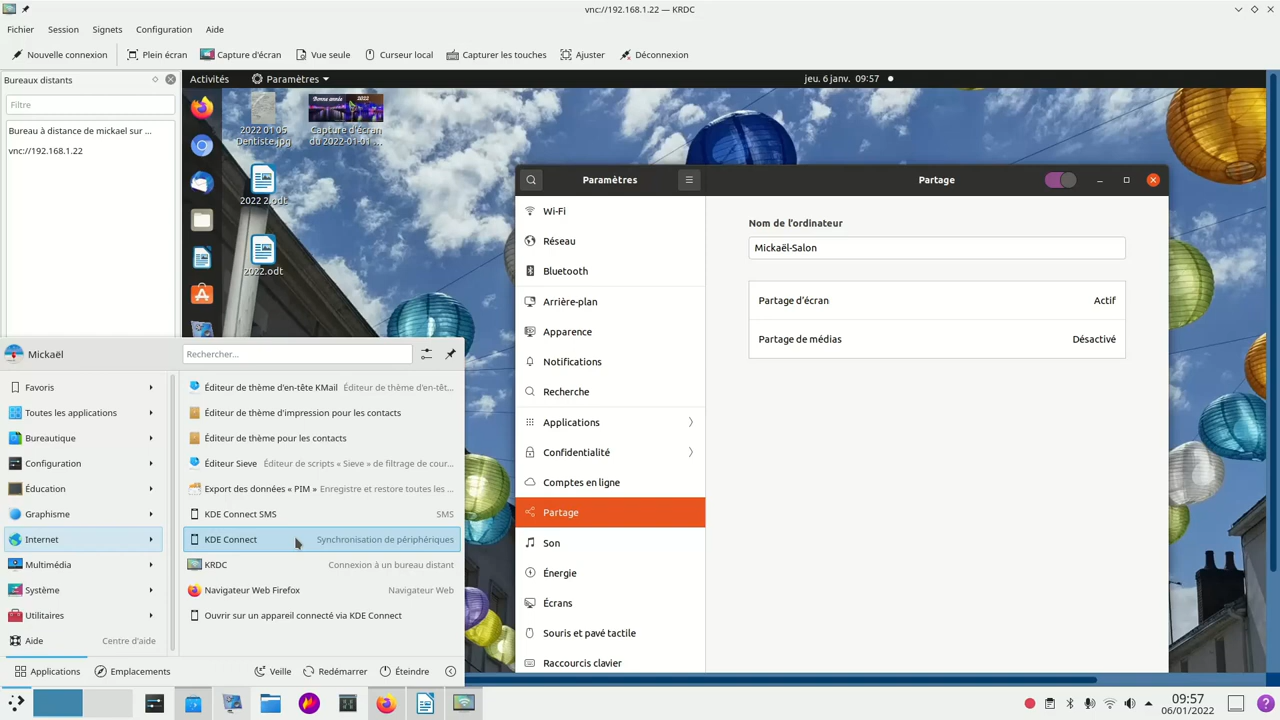 vnc://192.168.1.22 — KRDC
Fichier Session Signets Configuration Aide
Nouvelle connexion Plein écran Capture d'écran Vue seule Curseur local Capturer les touches Ajuster Déconnexion
Bureaux distants
Filtre
Bureau à distance de mickael sur ...
vnc://192.168.1.22
Activités Paramètres jeu. 6 janv. 09:57
Bonne année 2022
2022 01 05
Dentiste.jpg
Capture d'écran
du 2022-01-01 ...
2022 2.odt
2022.odt
Paramètres
Partage
Wi-Fi
Réseau
Bluetooth
Arrière-plan
Apparence
Notifications
Recherche
Applications
Confidentialité
Comptes en ligne
Partage
Son
Énergie
Écrans
Souris et pavé tactile
Raccourcis clavier
Nom de l'ordinateur
Mickaël-Salon
Partage d'écran Actif
Partage de médias Désactivé
Mickaël
Rechercher...
Favoris
Toutes les applications
Bureautique
Configuration
Éducation
Graphisme
Internet
Multimédia
Système
Utilitaires
Aide Centre d'aide
Éditeur de thème d'en-tête KMail Éditeur de thème d'en-têt...
Éditeur de thème d'impression pour les contacts
Éditeur de thème pour les contacts
Éditeur Sieve Éditeur de scripts « Sieve » de filtrage de cour...
Export des données « PIM » Enregistre et restore toutes les ...
KDE Connect SMS SMS
KDE Connect Synchronisation de périphériques
KRDC Connexion à un bureau distant
Navigateur Web Firefox Navigateur Web
Ouvrir sur un appareil connecté via KDE Connect
Applications Emplacements Veille Redémarrer Éteindre
09:57
06/01/2022